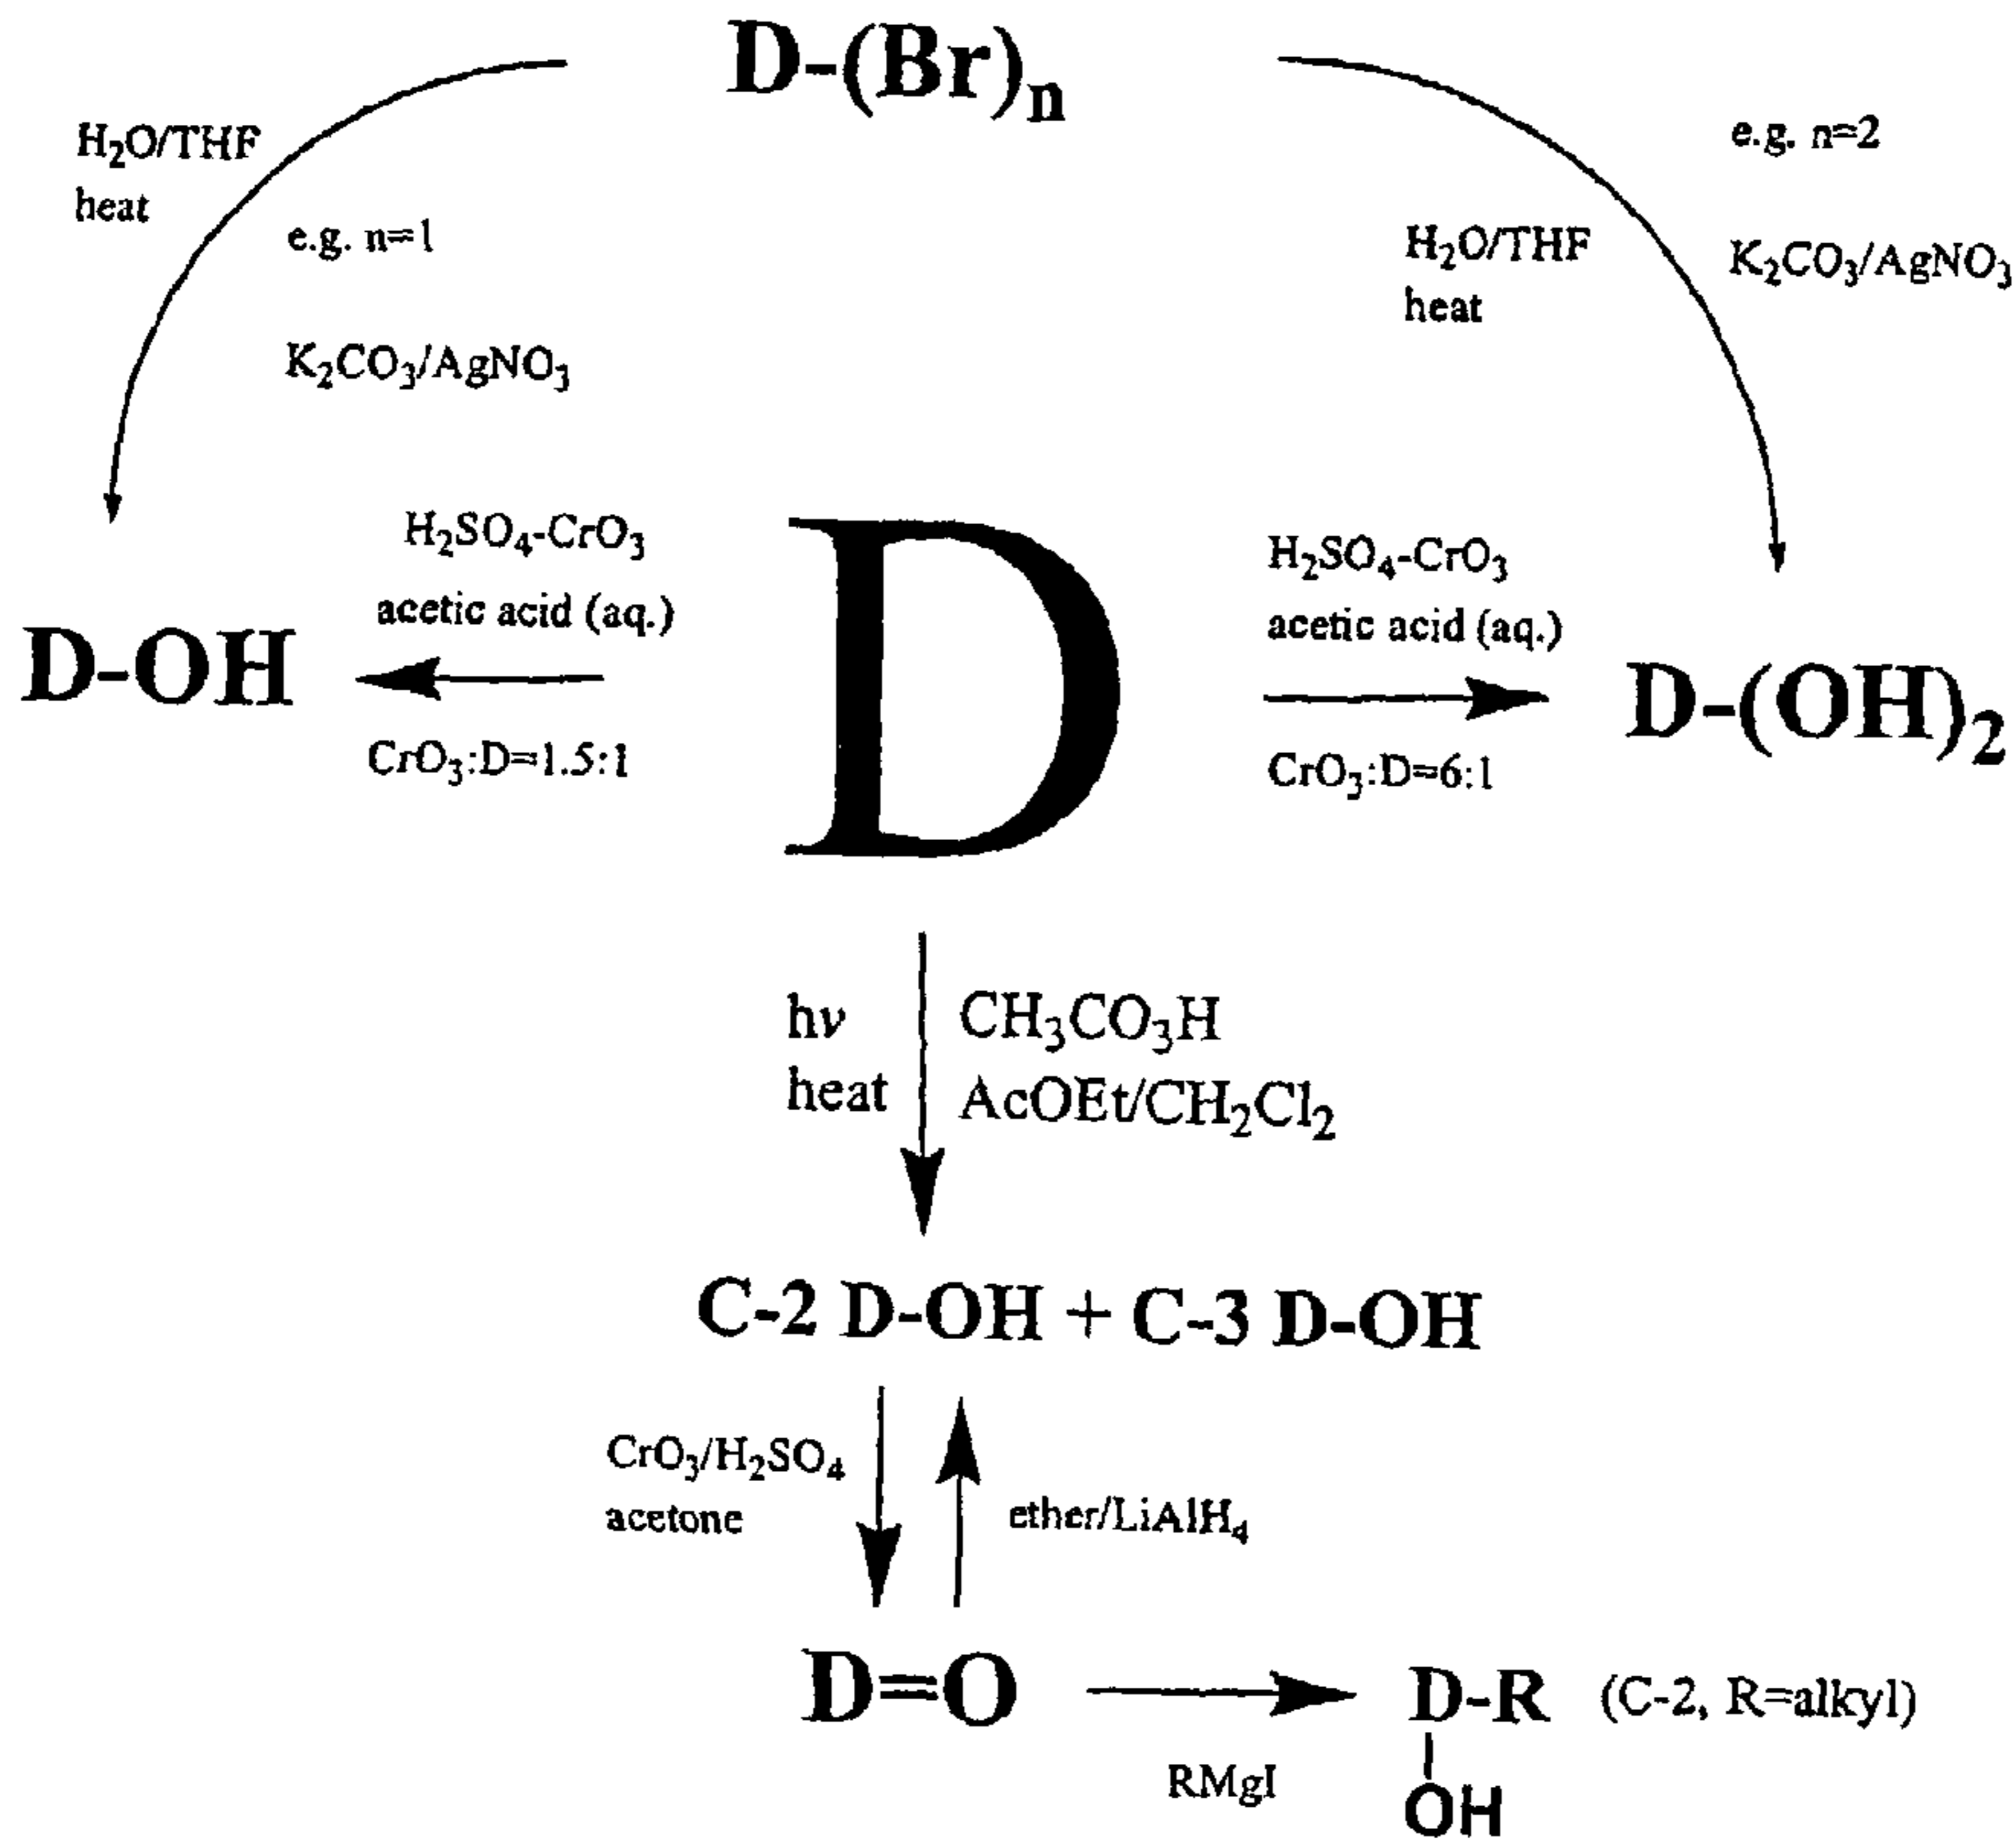 D-(Br)n
H2O/THF
heat
e.g. n=1
K2CO3/AgNO3
e.g. n=2
H2O/THF
heat
K2CO3/AgNO3
H2SO4-CrO3
acetic acid (aq.)
CrO3:D=1.5:1
D-OH
D
H2SO4-CrO3
acetic acid (aq.)
CrO3:D=6:1
D-(OH)2
hν
heat
CH3CO3H
AcOEt/CH2Cl2
C-2 D-OH + C-3 D-OH
CrO3/H2SO4
acetone
ether/LiAlH4
D=O
RMgI
D-R (C-2, R=alkyl)
OH